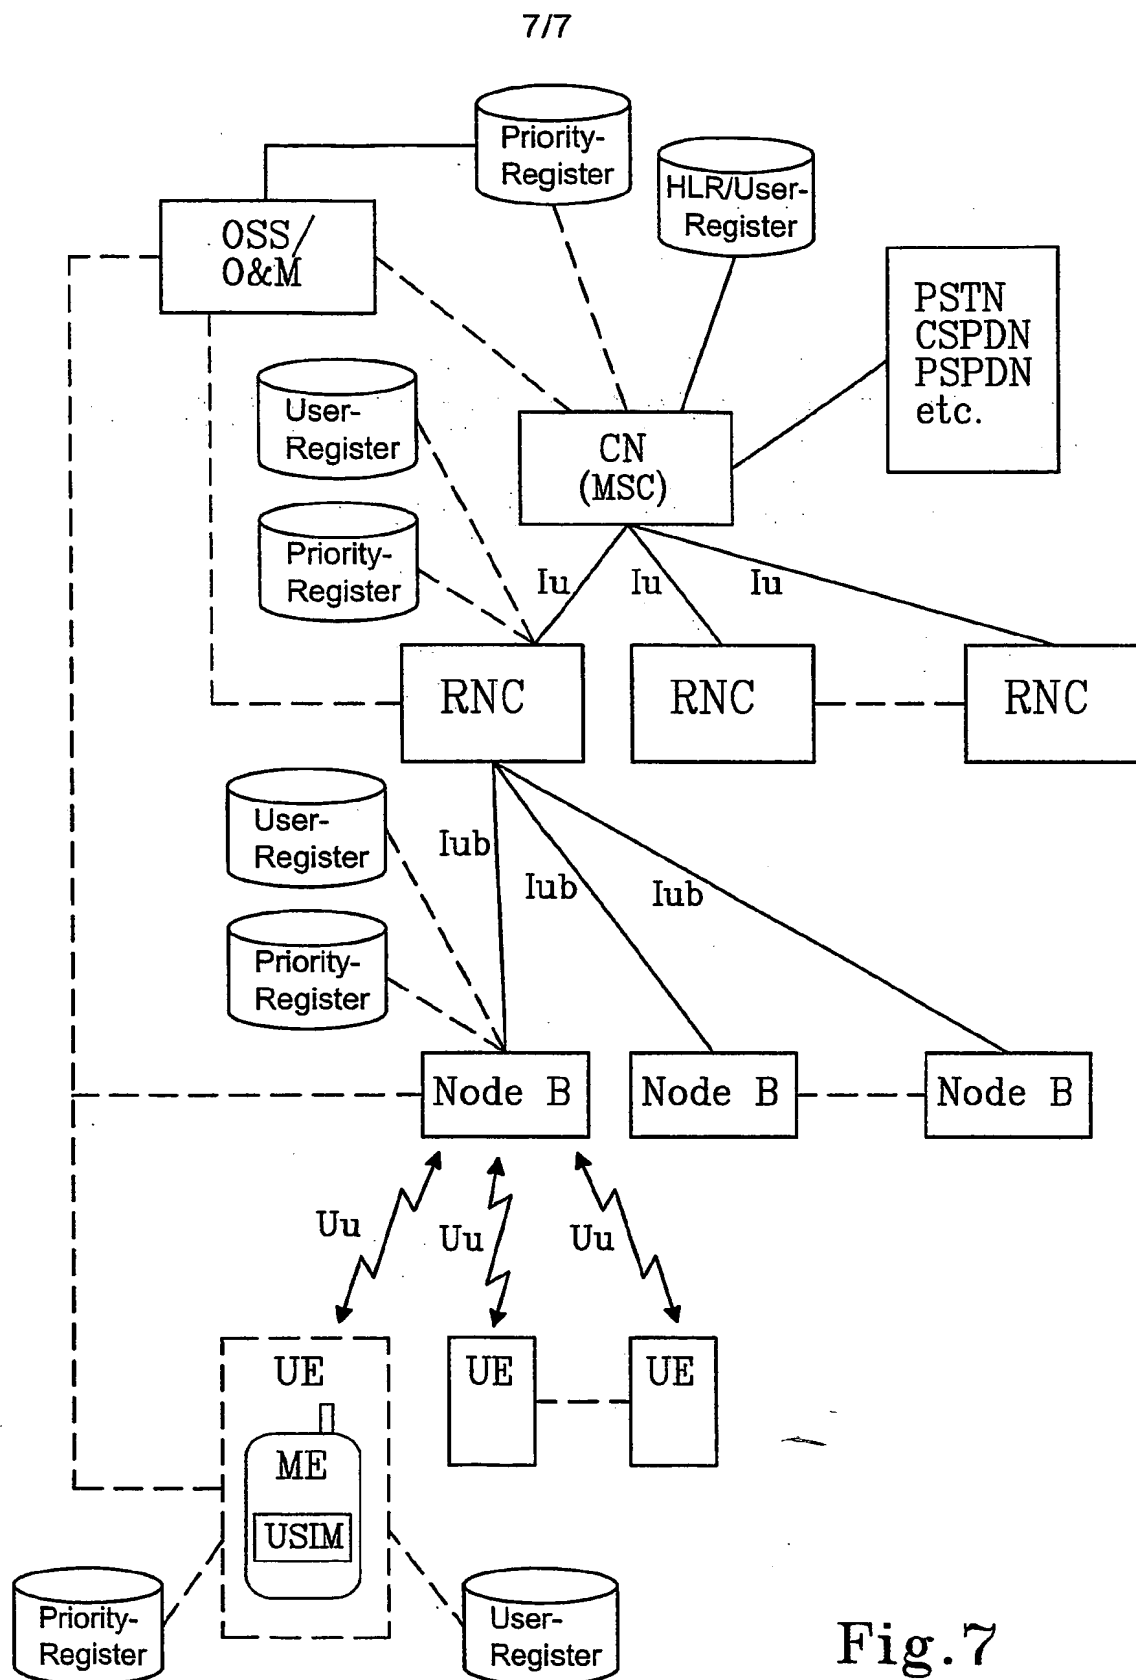 7/7
Priority-
Register
HLR/User-
Register
OSS/
O&M
PSTN
CSPDN
PSPDN
etc.
User-
Register
CN
(MSC)
Priority-
Register
Iu
Iu
Iu
RNC
RNC
RNC
User-
Register
Iub
Iub
Iub
Priority-
Register
Node B
Node B
Node B
Uu
Uu
Uu
UE
UE
UE
ME
USIM
Priority-
Register
User-
Register
Fig.7